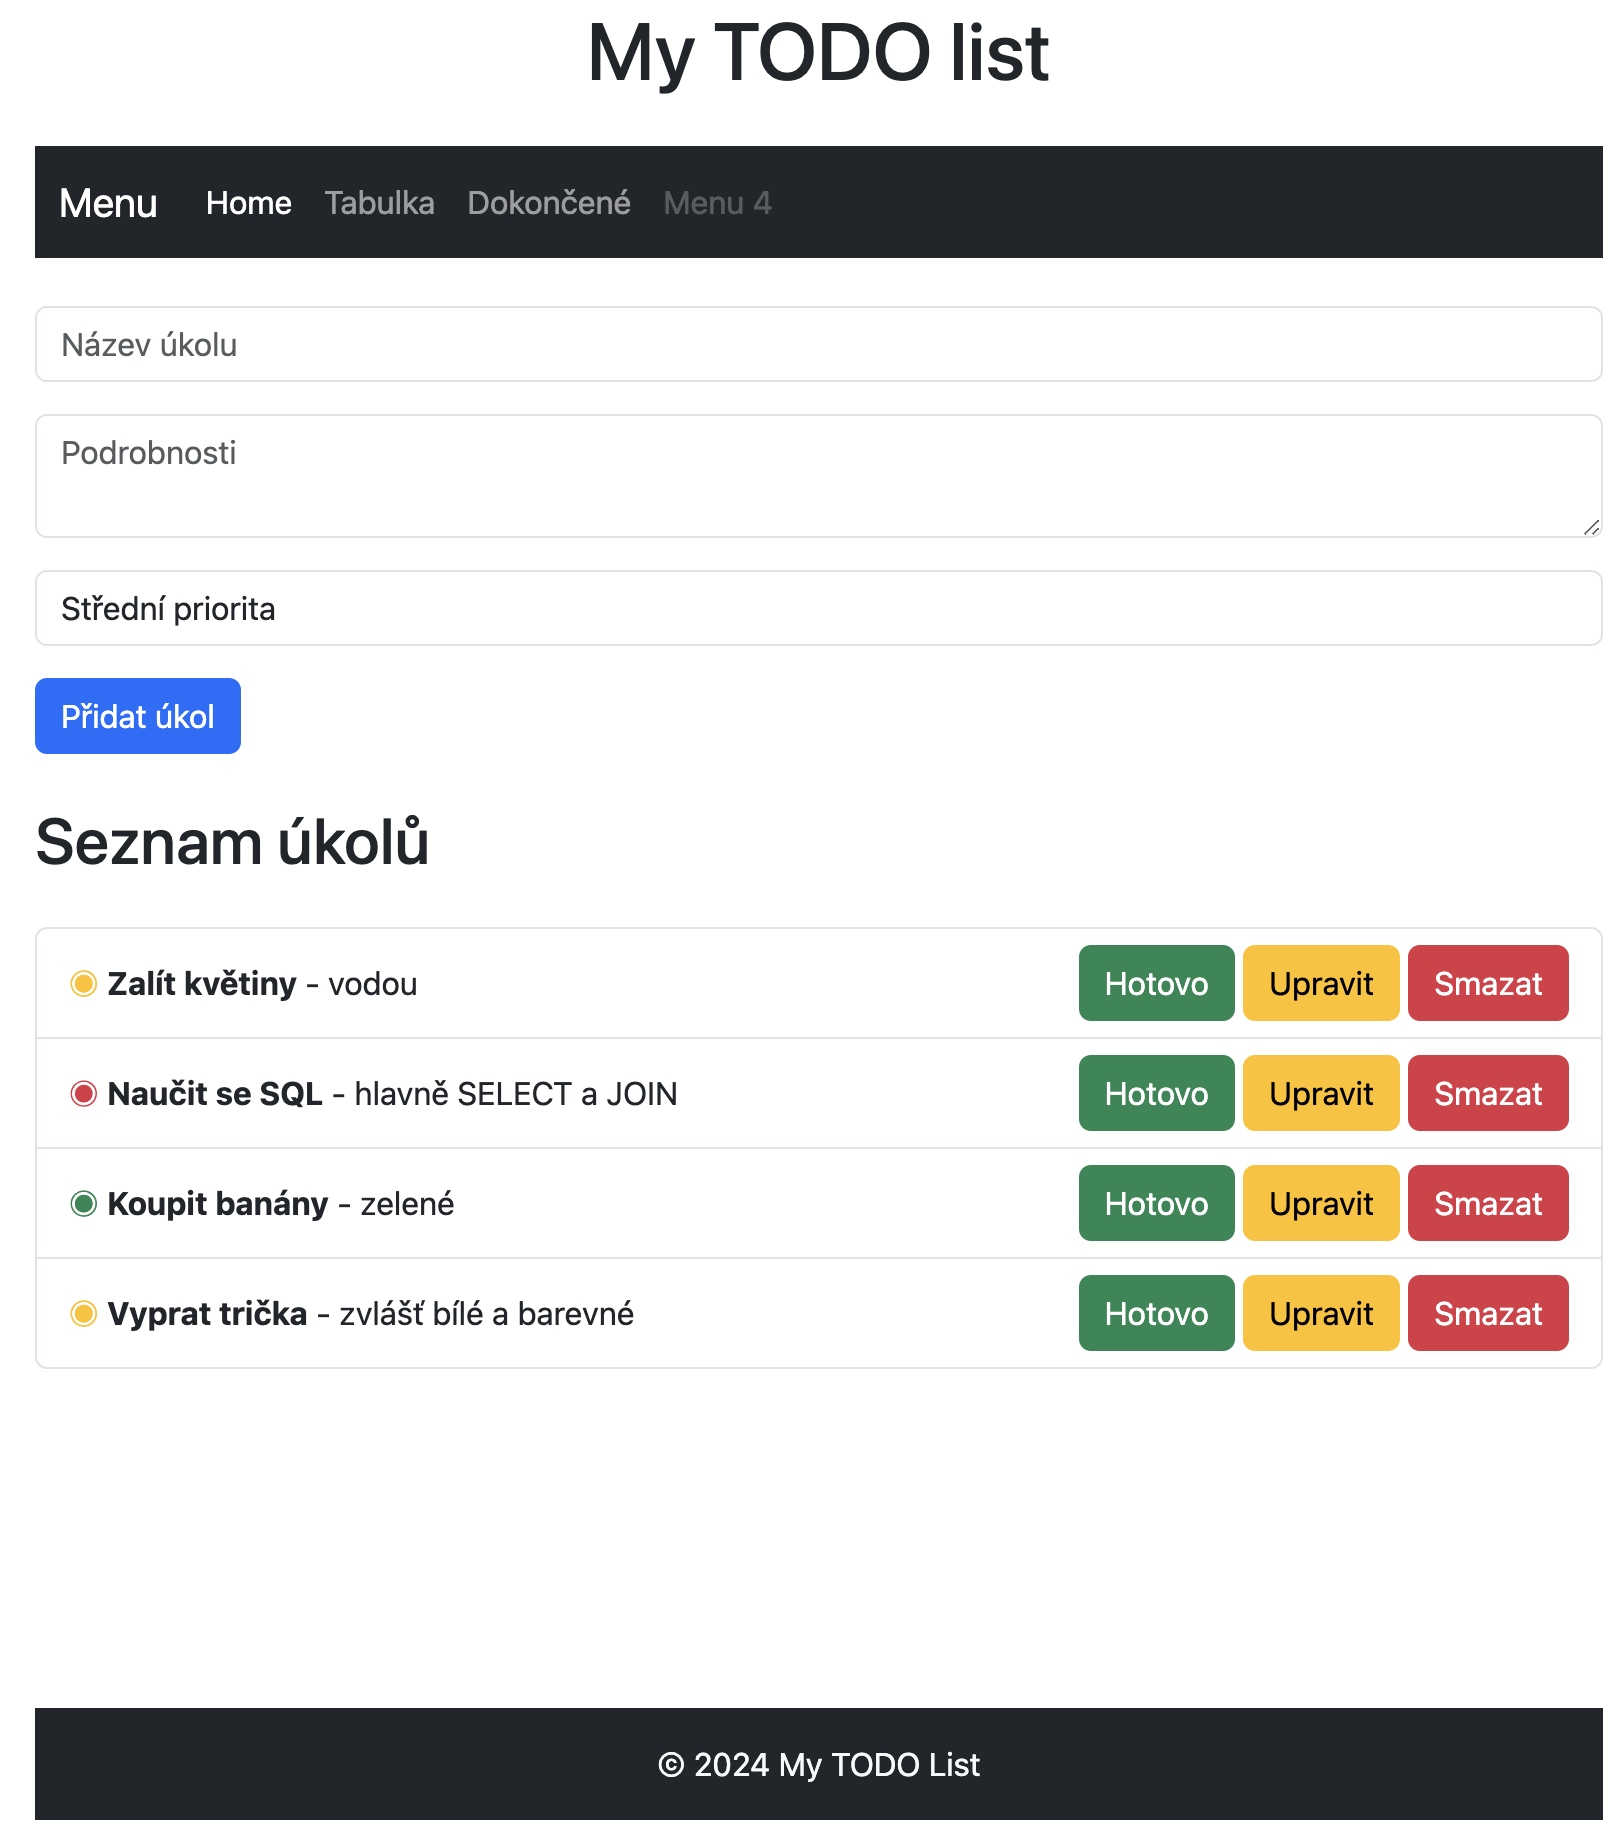 My TODO list
Menu Home Tabulka Dokončené Menu 4
Název úkolu
Podrobnosti
Střední priorita
Přidat úkol
Seznam úkolů
Zalít květiny - vodou Hotovo Upravit Smazat
Naučit se SQL - hlavně SELECT a JOIN Hotovo Upravit Smazat
Koupit banány - zelené Hotovo Upravit Smazat
Vyprat trička - zvlášť bílé a barevné Hotovo Upravit Smazat
© 2024 My TODO List